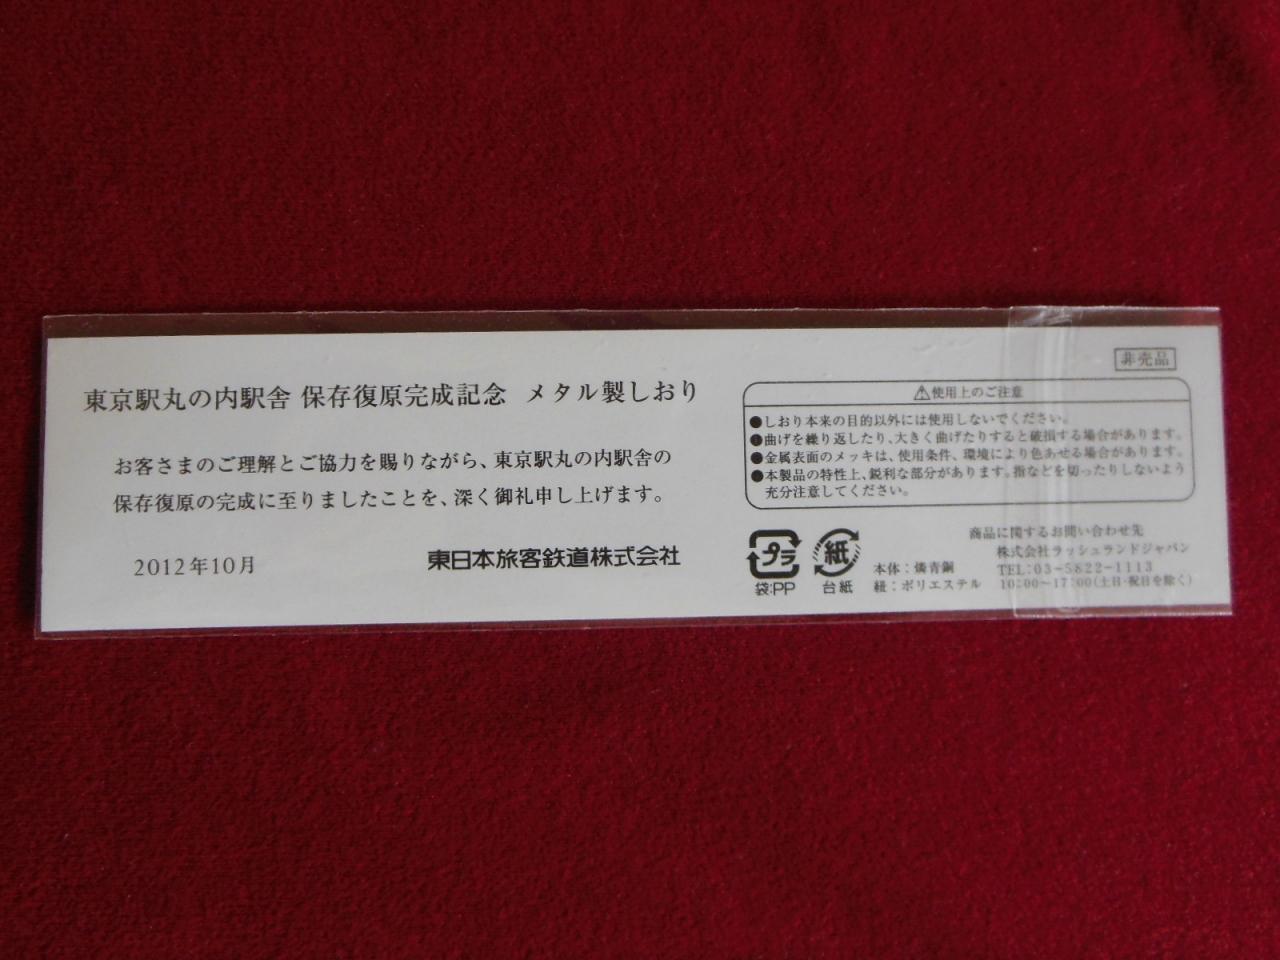 東京駅丸の内駅舎 保存復原完成記念 メタル製しおり
お客さまのご理解とご協力を賜りながら、東京駅丸の内駅舎の
保存復原の完成に至りましたことを、深く御礼申し上げます。
2012年10月
東日本旅客鉄道株式会社
非売品
⚠使用上のご注意
●しおり本来の目的以外には使用しないでください。
●曲げを繰り返したり、大きく曲げたりすると破損する場合があります。
●金属表面のメッキは、使用条件、環境により色あせる場合があります。
●本製品の特性上、鋭利な部分があります。指などを切ったりしないよう
充分注意してください。
プラ
袋:PP
紙
台紙
本体:燐青銅
紐:ポリエステル
商品に関するお問い合わせ先
株式会社ラッシュランドジャパン
TEL:03-5822-1113
10:00〜17:00(土日・祝日を除く)